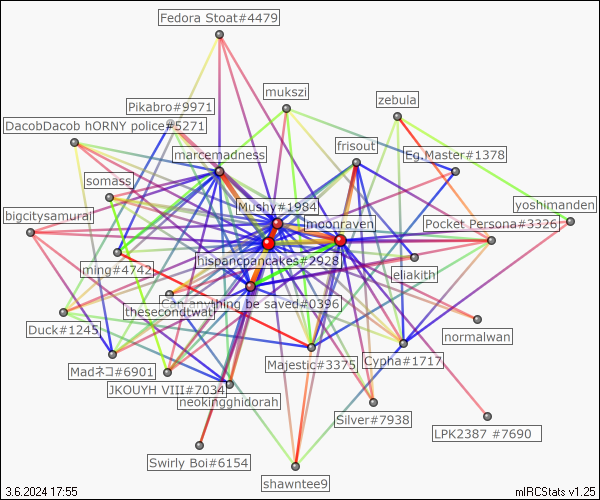 Fedora Stoat#4479
mukszi
zebula
Pikabro#9971
DacobDacob hORNY police#5271
frisout
marcemadness
Eg.Master#1378
somass
yoshimanden
Mushy#1984
bigcitysamurai
moonraven
Pocket Persona#3326
hispancpancakes#2928
ming#4742
eliakith
Can anything be saved#0396
thesecondtwat
Duck#1245
normalwan
Majestic#3375
Cypha#1717
Madネコ#6901
JKOUYH VIII#7034
neokingghidorah
Silver#7938
LPK2387 #7690
Swirly Boi#6154
shawntee9
3.6.2024 17:55
mIRCStats v1.25